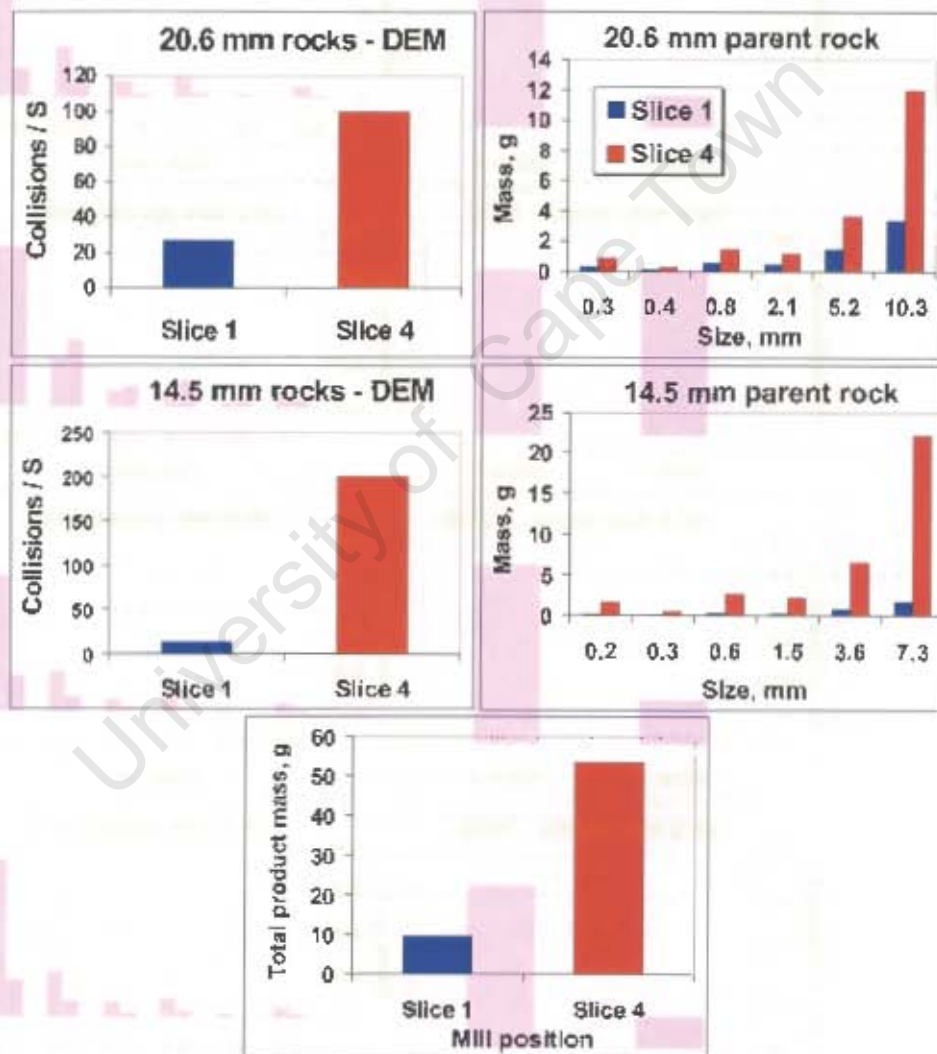 20.6 mm rocks - DEM
Collisions / S
120
100
80
60
40
20
0
Slice 1 Slice 4
20.6 mm parent rock
Mass, g
14
12
10
8
6
4
2
0
Slice 1
Slice 4
0.3 0.4 0.8 2.1 5.2 10.3
Size, mm
14.5 mm rocks - DEM
Collisions / S
250
200
150
100
50
0
Slice 1 Slice 4
14.5 mm parent rock
Mass, g
25
20
15
10
5
0
0.2 0.3 0.6 1.5 3.6 7.3
Size, mm
Total product mass, g
60
50
40
30
20
10
0
Slice 1 Slice 4
Mill position
University of Cape Town